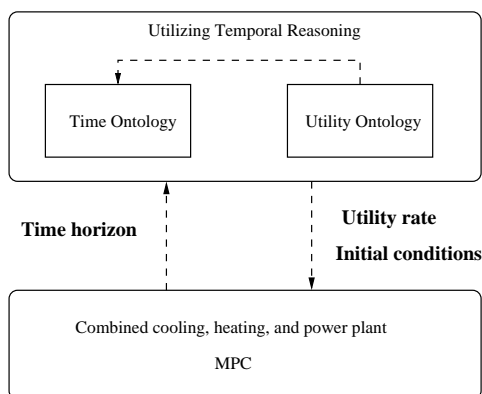 Utilizing Temporal Reasoning
Time Ontology
Utility Ontology
Time horizon
Utility rate
Initial conditions
Combined cooling, heating, and power plant
MPC